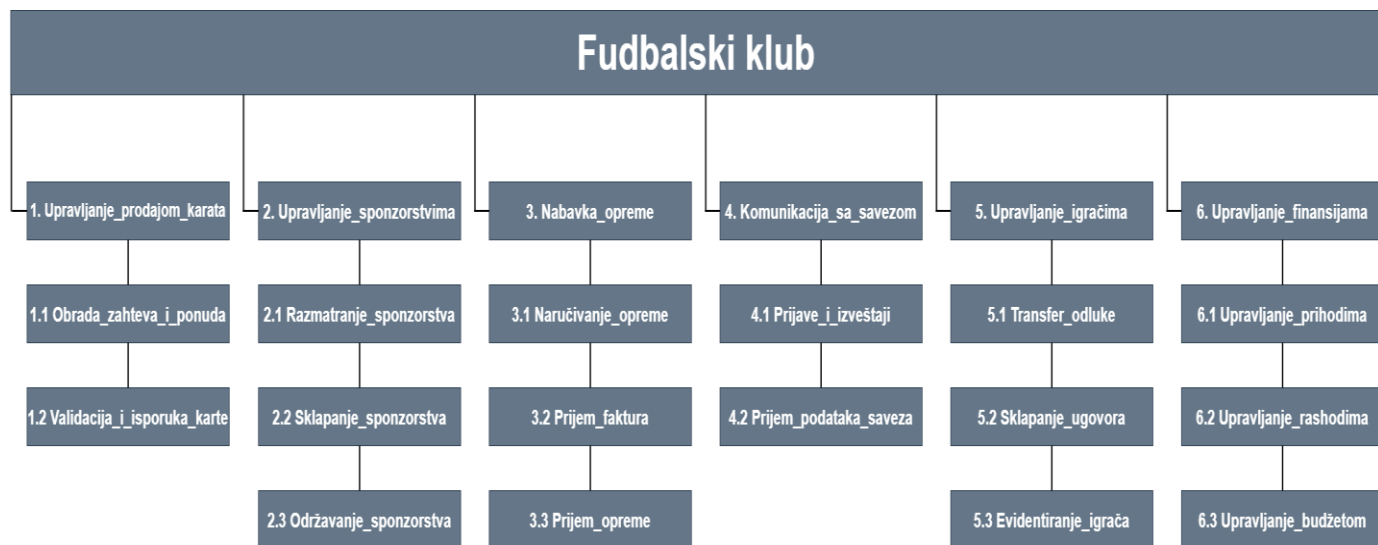 Fudbalski klub
1. Upravljanje_prodajom_karata
2. Upravljanje_sponzorstvima
3. Nabavka_opreme
4. Komunikacija_sa_savezom
5. Upravljanje_igračima
6. Upravljanje_finansijama
1.1 Obrada_zahteva_i_ponuda
2.1 Razmatranje_sponzorstva
3.1 Naručivanje_opreme
4.1 Prijave_i_izveštaji
5.1 Transfer_odluke
6.1 Upravljanje_prihodima
1.2 Validacija_i_isporuka_karte
2.2 Sklapanje_sponzorstva
3.2 Prijem_faktura
4.2 Prijem_podataka_saveza
5.2 Sklapanje_ugovora
6.2 Upravljanje_rashodima
2.3 Održavanje_sponzorstva
3.3 Prijem_opreme
5.3 Evidentiranje_igrača
6.3 Upravljanje_budžetom